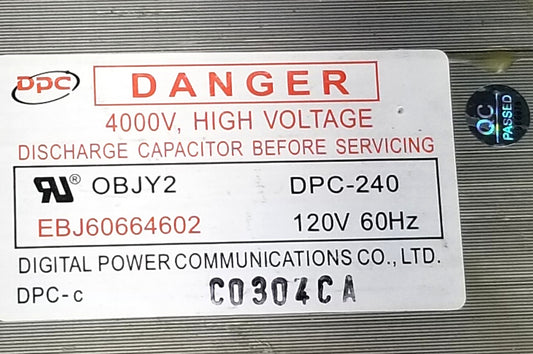 DPC DANGER
4000V, HIGH VOLTAGE
DISCHARGE CAPACITOR BEFORE SERVICING
RU® OBJY2 DPC-240
EBJ60664602 120V 60Hz
DIGITAL POWER COMMUNICATIONS CO., LTD.
DPC-c C0304CA
QC
PASSED